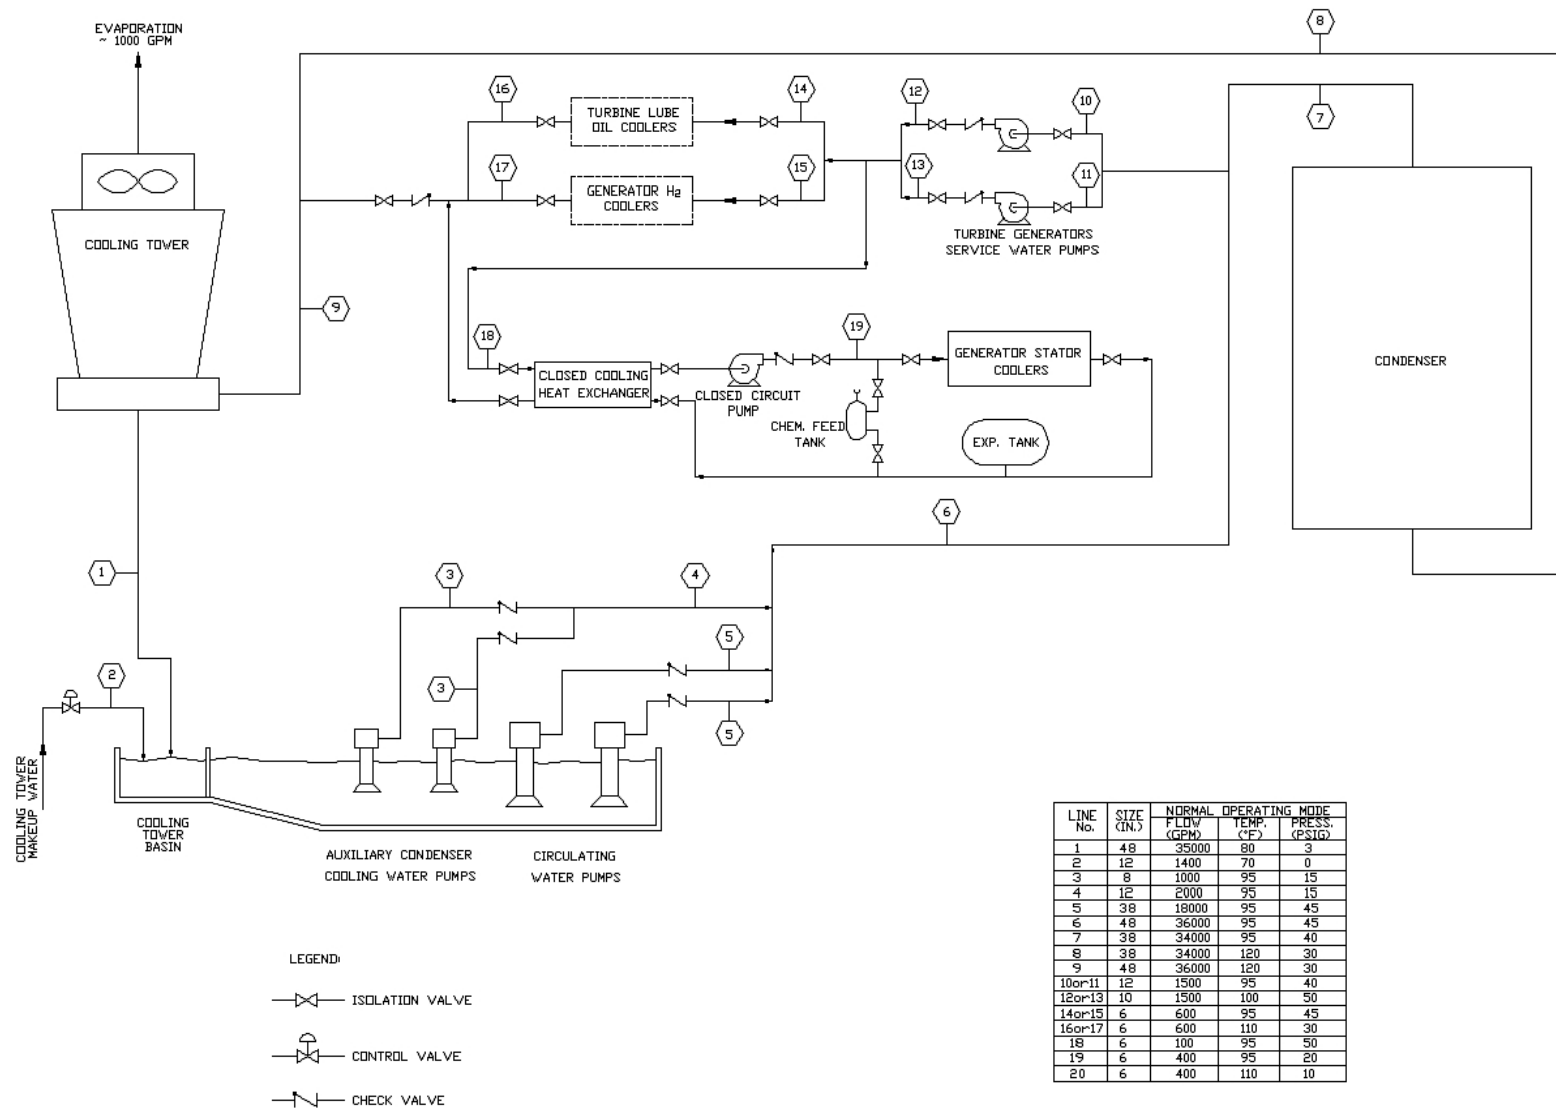 EVAPORATION
~ 1000 GPM
8
7
16
14
12
10
TURBINE LUBE
OIL COOLERS
17
15
13
11
GENERATOR H2
COOLERS
TURBINE GENERATORS
SERVICE WATER PUMPS
COOLING TOWER
9
18
19
CLOSED COOLING
HEAT EXCHANGER
CLOSED CIRCUIT
PUMP
GENERATOR STATOR
COOLERS
CHEM. FEED
TANK
EXP. TANK
CONDENSER
6
1
3
4
5
3
5
2
COOLING TOWER
MAKEUP WATER
COOLING
TOWER
BASIN
AUXILIARY CONDENSER
COOLING WATER PUMPS
CIRCULATING
WATER PUMPS
LEGEND:
ISOLATION VALVE
CONTROL VALVE
CHECK VALVE
LINE No. SIZE (IN.) NORMAL OPERATING MODE
FLOW (GPM) TEMP. (°F) PRESS. (PSIG)
1 48 35000 80 3
2 12 1400 70 0
3 8 1000 95 15
4 12 2000 95 15
5 38 18000 95 45
6 48 36000 95 45
7 38 34000 95 40
8 38 34000 120 30
9 48 36000 120 30
10or11 12 1500 95 40
12or13 10 1500 100 50
14or15 6 600 95 45
16or17 6 600 110 30
18 6 100 95 50
19 6 400 95 20
20 6 400 110 10